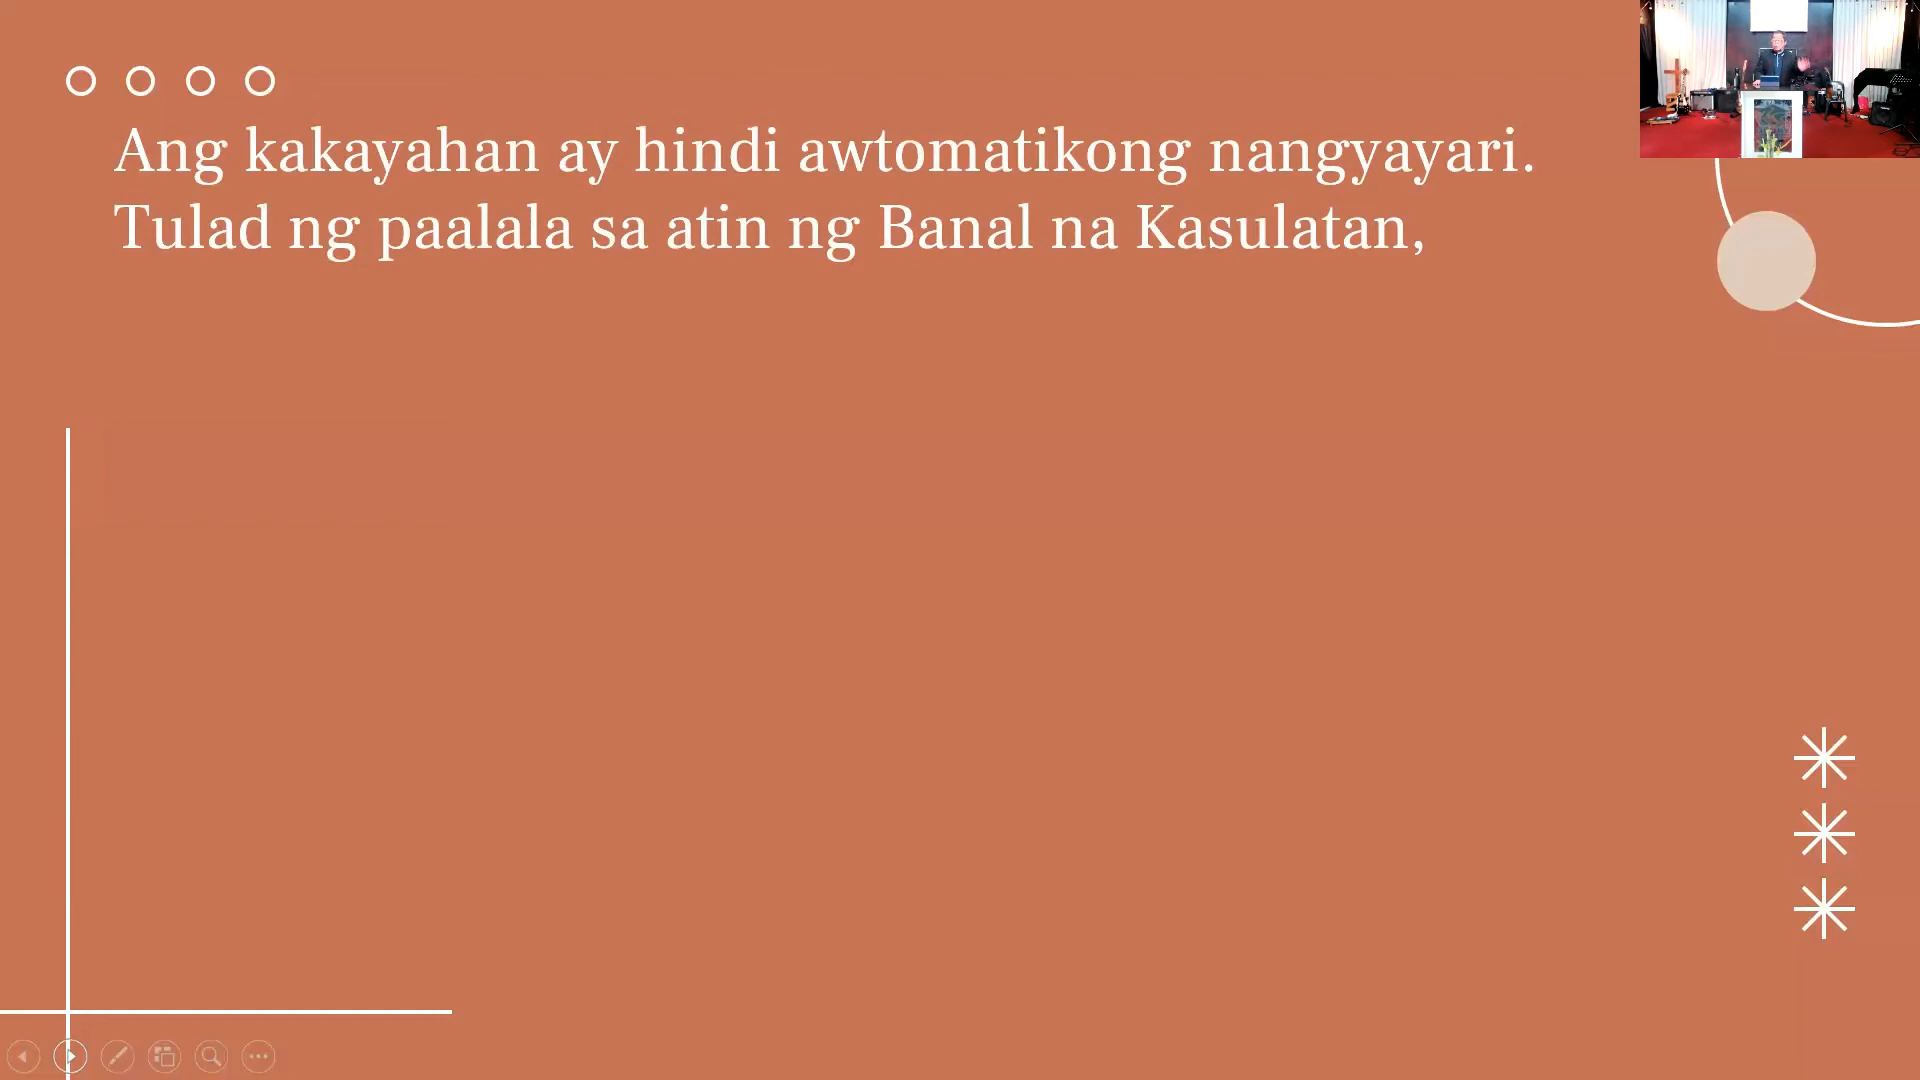 Ang kakayahan ay hindi awtomatikong nangyayari.
Tulad ng paalala sa atin ng Banal na Kasulatan,